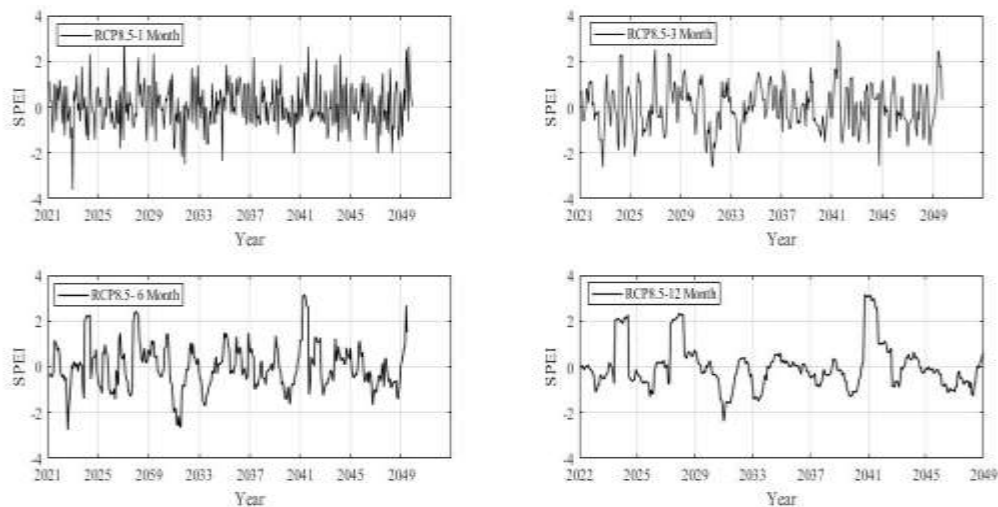 4
RCP8.5-1 Month
2
SPEI
0
-2
-4
2021 2025 2029 2033 2037 2041 2045 2049
Year
4
RCP8.5-3 Month
2
SPEI
0
-2
-4
2021 2025 2029 2033 2037 2041 2045 2049
Year
4
RCP8.5- 6 Month
2
SPEI
0
-2
-4
2021 2025 2029 2033 2037 2041 2045 2049
Year
4
RCP8.5-12 Month
2
SPEI
0
-2
-4
2022 2025 2029 2033 2037 2041 2045 2049
Year